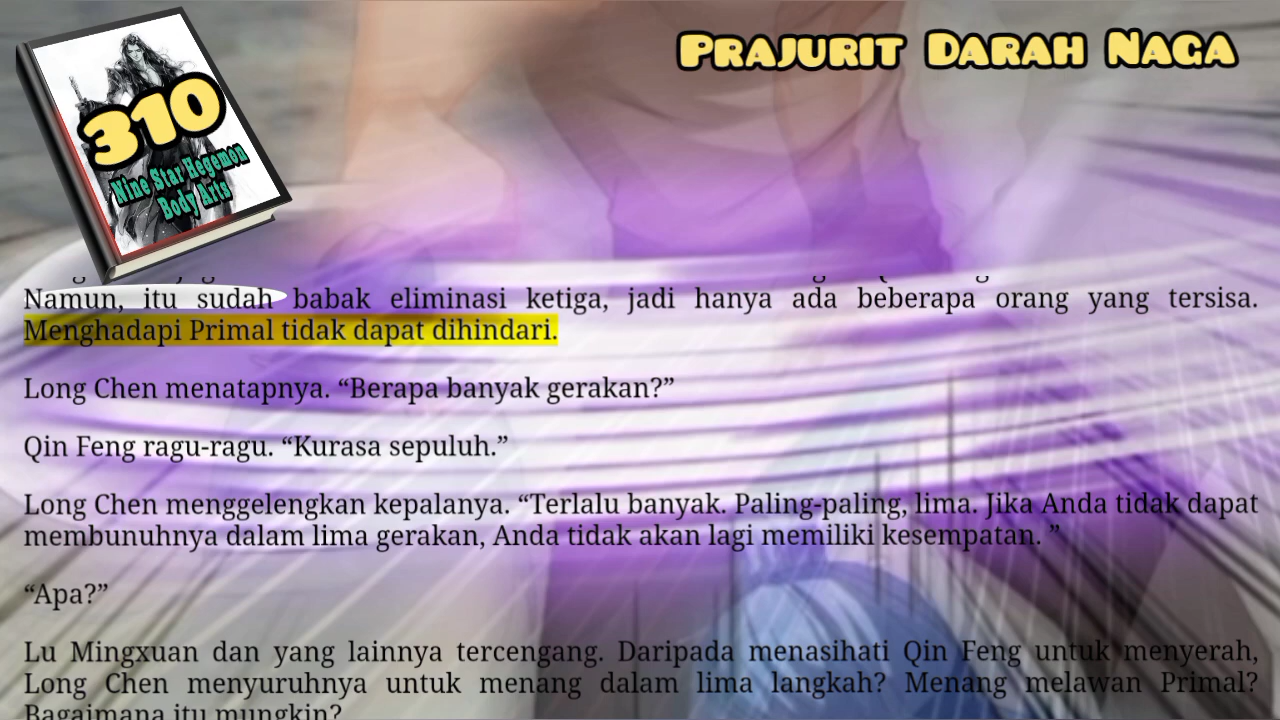 PRAJURIT DARAH NAGA
310
Nine Star Hegemon
Body Arts
Namun, itu sudah babak eliminasi ketiga, jadi hanya ada beberapa orang yang tersisa.
Menghadapi Primal tidak dapat dihindari.
Long Chen menatapnya. “Berapa banyak gerakan?”
Qin Feng ragu-ragu. “Kurasa sepuluh.”
Long Chen menggelengkan kepalanya. “Terlalu banyak. Paling-paling, lima. Jika Anda tidak dapat
membunuhnya dalam lima gerakan, Anda tidak akan lagi memiliki kesempatan. ”
“Apa?”
Lu Mingxuan dan yang lainnya tercengang. Daripada menasihati Qin Feng untuk menyerah,
Long Chen menyuruhnya untuk menang dalam lima langkah? Menang melawan Primal?
Bagaimana itu mungkin?